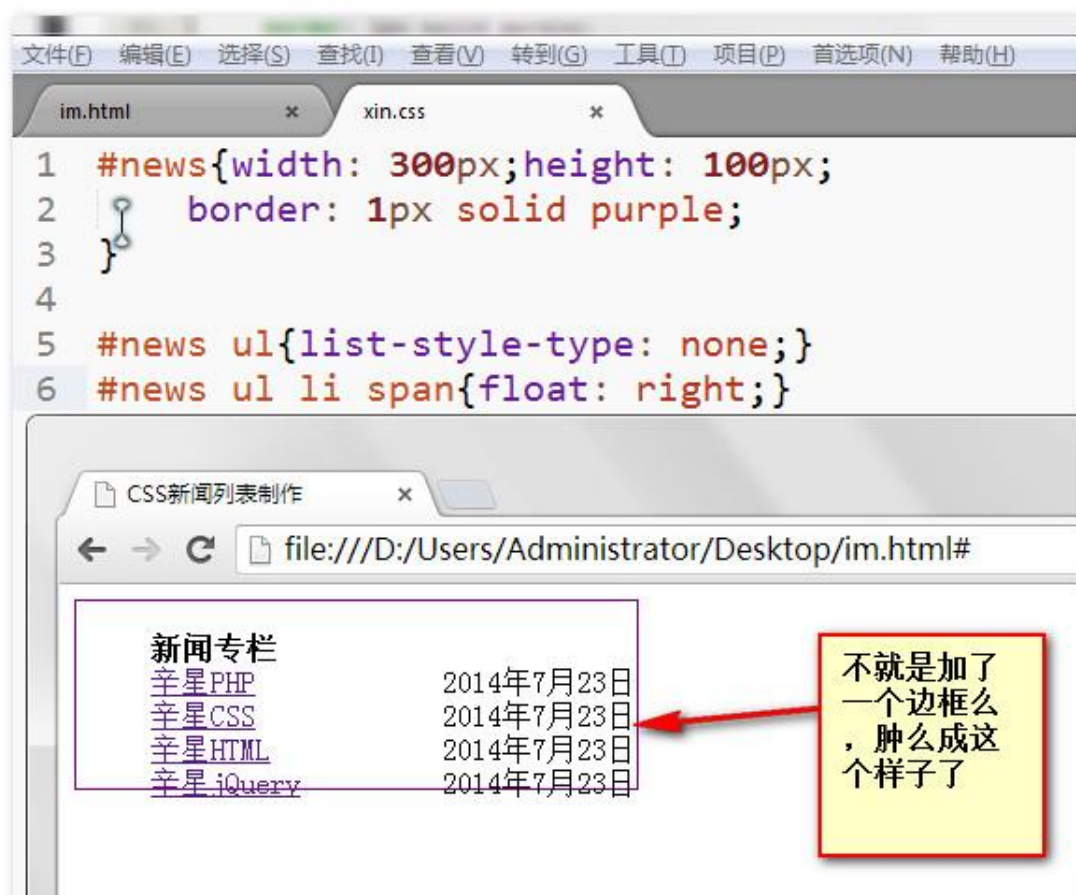 文件(F) 编辑(E) 选择(S) 查找(I) 查看(V) 转到(G) 工具(T) 项目(P) 首选项(N) 帮助(H)
im.html × xin.css ×
1 #news{width: 300px;height: 100px;
2 border: 1px solid purple;
3 }
4
5 #news ul{list-style-type: none;}
6 #news ul li span{float: right;}
CSS新闻列表制作 ×
file:///D:/Users/Administrator/Desktop/im.html#
新闻专栏
辛星PHP 2014年7月23日
辛星CSS 2014年7月23日
辛星HTML 2014年7月23日
辛星jQuery 2014年7月23日
不就是加了
一个边框么
，肿么成这
个样子了